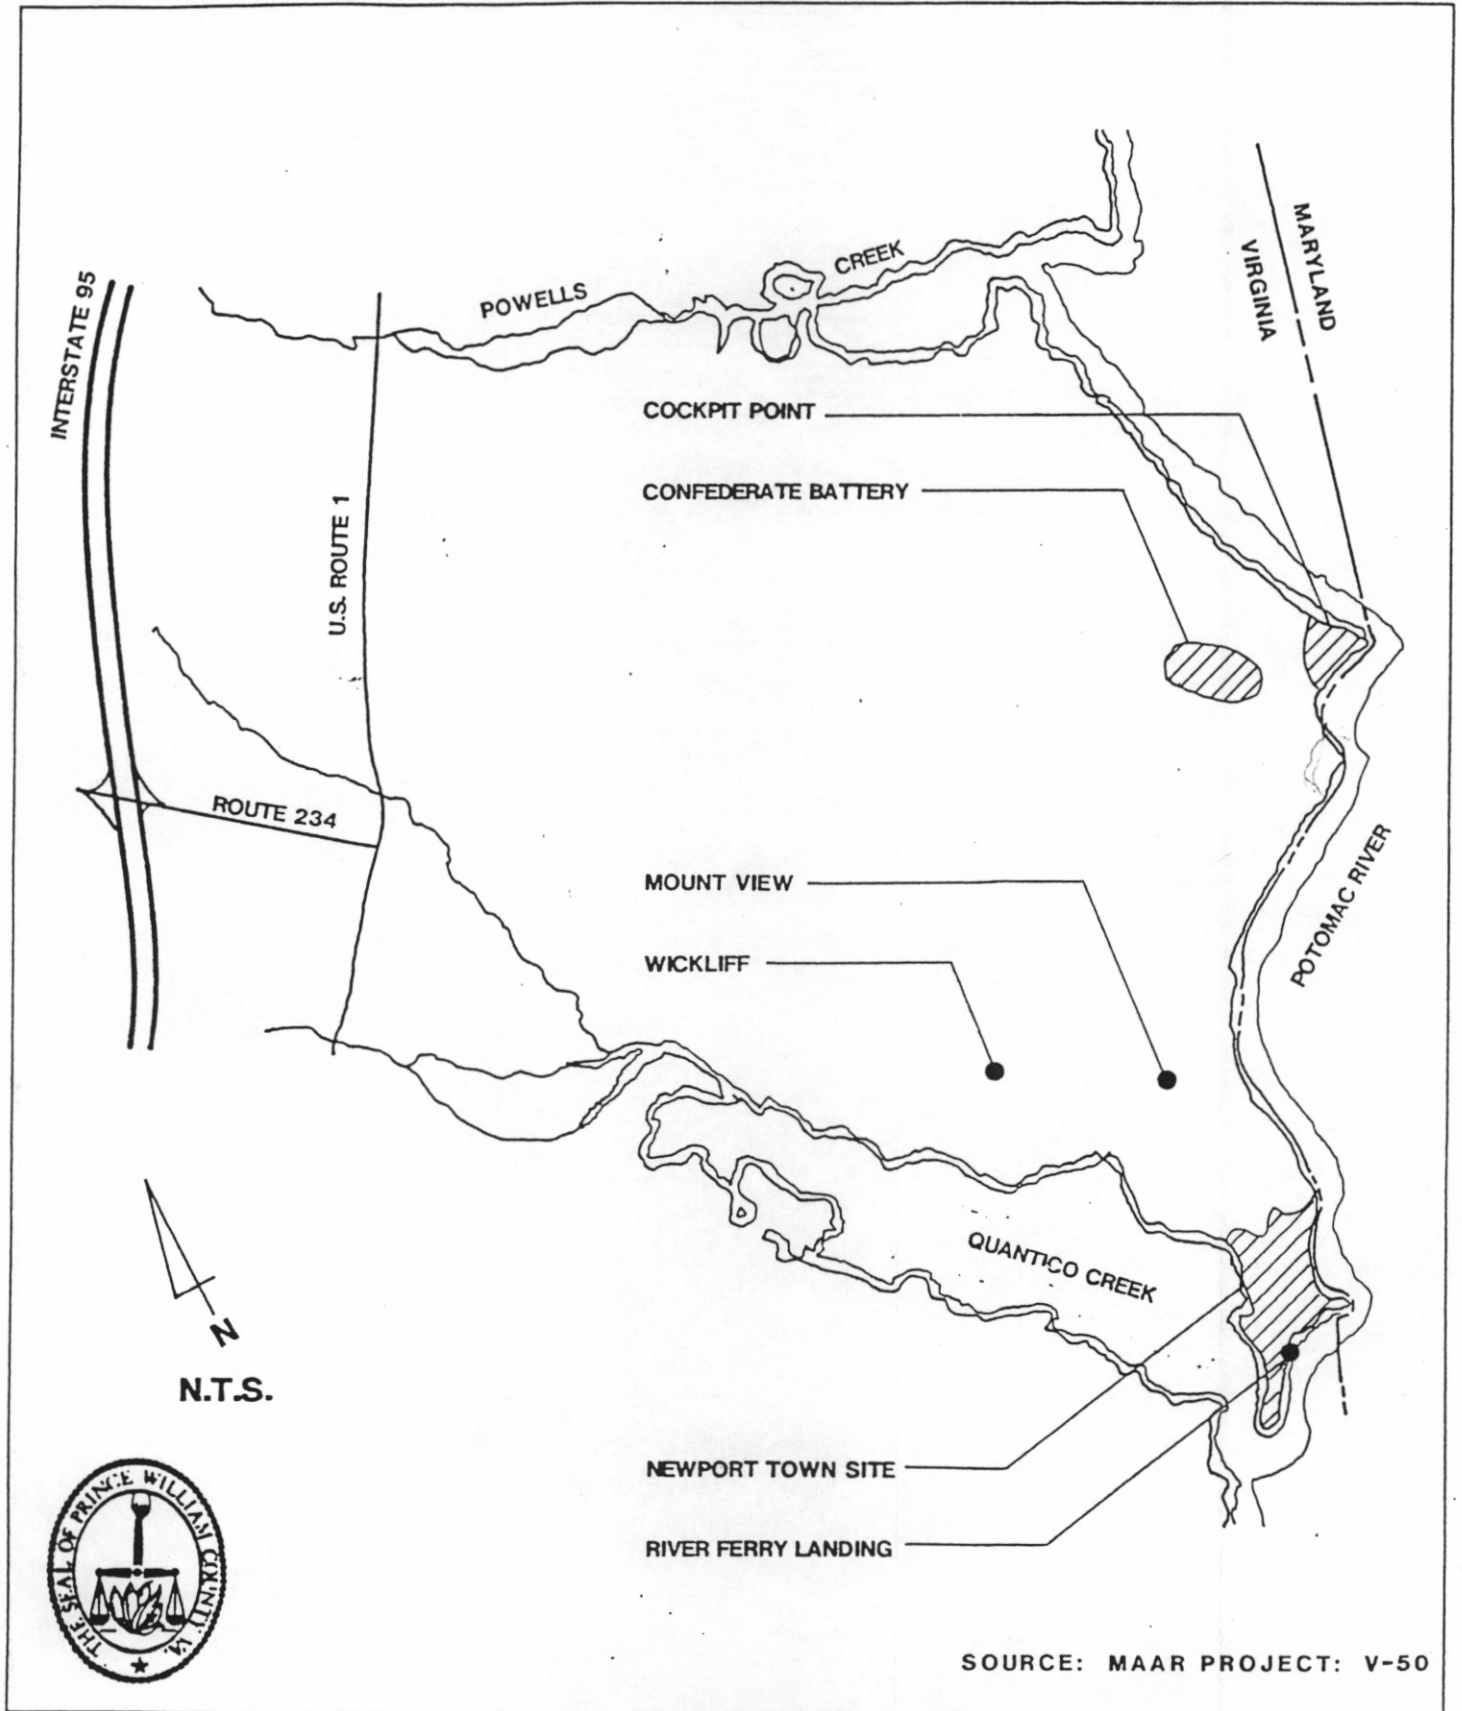 MARYLAND
VIRGINIA
POWELLS CREEK
INTERSTATE 95
COCKPIT POINT
CONFEDERATE BATTERY
U.S. ROUTE 1
ROUTE 234
MOUNT VIEW
POTOMAC RIVER
WICKLIFF
QUANTICO CREEK
N
N.T.S.
NEWPORT TOWN SITE
RIVER FERRY LANDING
THE SEAL OF PRINCE WILLIAM COUNTY VA.
SOURCE: MAAR PROJECT: V-50